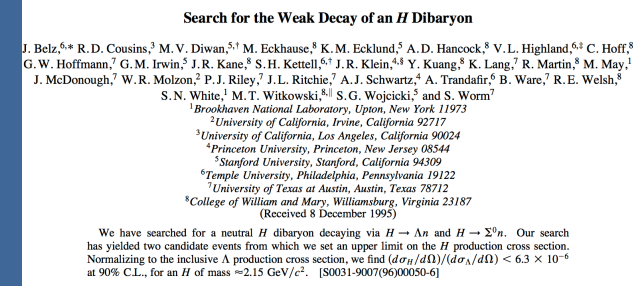 Search for the Weak Decay of an H Dibaryon
J. Belz,⁶,* R. D. Cousins,³ M. V. Diwan,⁵,† M. Eckhause,⁸ K. M. Ecklund,⁵ A. D. Hancock,⁸ V. L. Highland,⁶,‡ C. Hoff,⁸
G. W. Hoffmann,⁷ G. M. Irwin,⁵ J. R. Kane,⁸ S. H. Kettell,⁶,† J. R. Klein,⁴,§ Y. Kuang,⁸ K. Lang,⁷ R. Martin,⁸ M. May,¹
J. McDonough,⁷ W. R. Molzon,² P. J. Riley,⁷ J. L. Ritchie,⁷ A. J. Schwartz,⁴ A. Trandafir,⁶ B. Ware,⁷ R. E. Welsh,⁸
S. N. White,¹ M. T. Witkowski,⁸,∥ S. G. Wojcicki,⁵ and S. Worm⁷
¹Brookhaven National Laboratory, Upton, New York 11973
²University of California, Irvine, California 92717
³University of California, Los Angeles, California 90024
⁴Princeton University, Princeton, New Jersey 08544
⁵Stanford University, Stanford, California 94309
⁶Temple University, Philadelphia, Pennsylvania 19122
⁷University of Texas at Austin, Austin, Texas 78712
⁸College of William and Mary, Williamsburg, Virginia 23187
(Received 8 December 1995)
We have searched for a neutral H dibaryon decaying via H → Λn and H → Σ⁰n. Our search
has yielded two candidate events from which we set an upper limit on the H production cross section.
Normalizing to the inclusive Λ production cross section, we find (dσH/dΩ)/(dσΛ/dΩ) < 6.3 × 10⁻⁶
at 90% C.L., for an H of mass ≈2.15 GeV/c². [S0031-9007(96)00050-6]